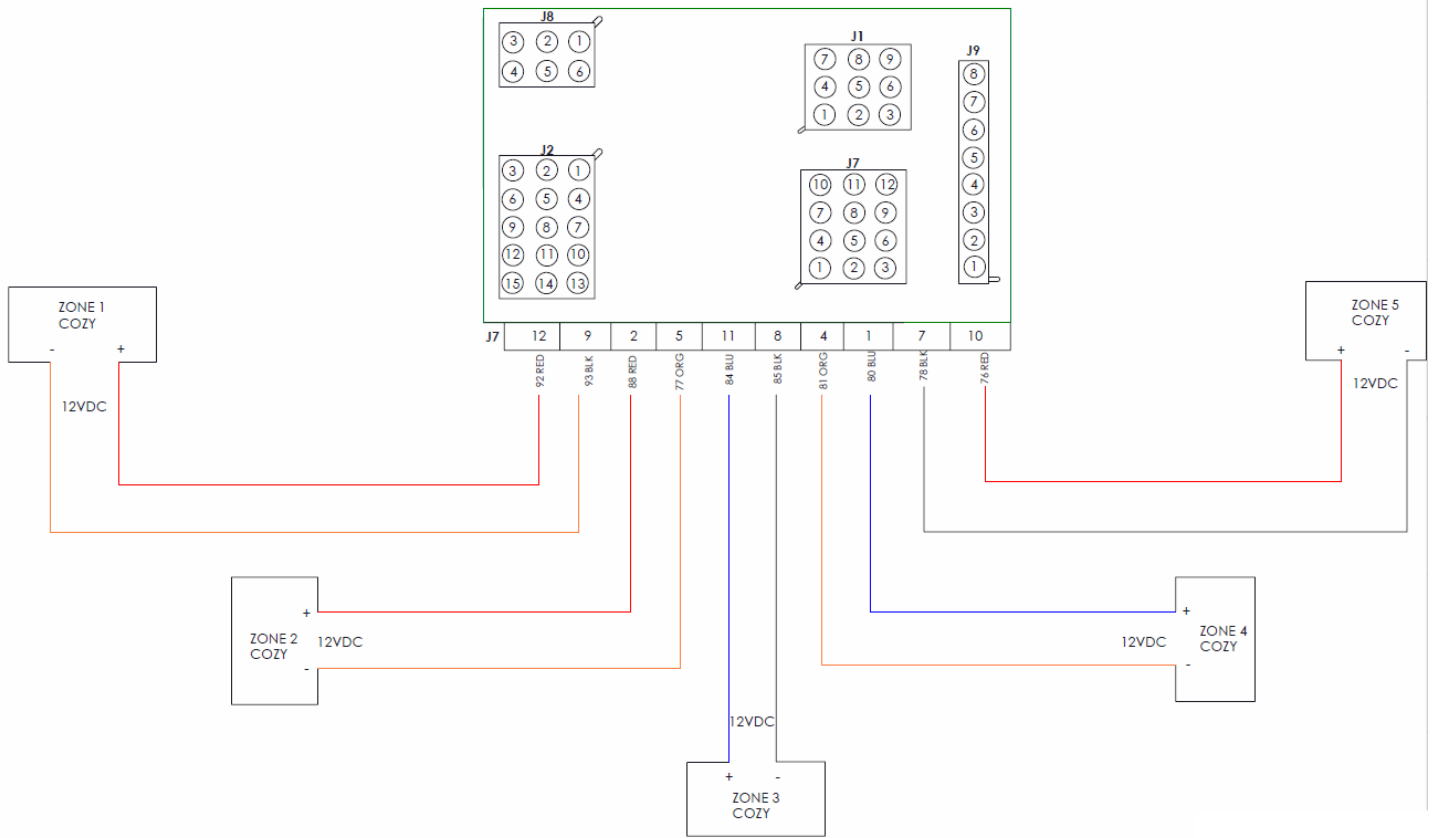 J8
3 2 1
4 5 6
J1
7 8 9
4 5 6
1 2 3
J9
8
7
6
5
4
3
2
1
J2
3 2 1
6 5 4
9 8 7
12 11 10
15 14 13
J7
10 11 12
7 8 9
4 5 6
1 2 3
J7 12 9 2 5 11 8 4 1 7 10
92 RED
93 BLK
88 RED
77 ORG
84 BLU
85 BLK
81 ORG
80 BLU
78 BLK
76 RED
ZONE 1
COZY
- +
12VDC
ZONE 5
COZY
+ -
12VDC
ZONE 2
COZY
+
-
12VDC
ZONE 4
COZY
+
-
12VDC
12VDC
+ -
ZONE 3
COZY